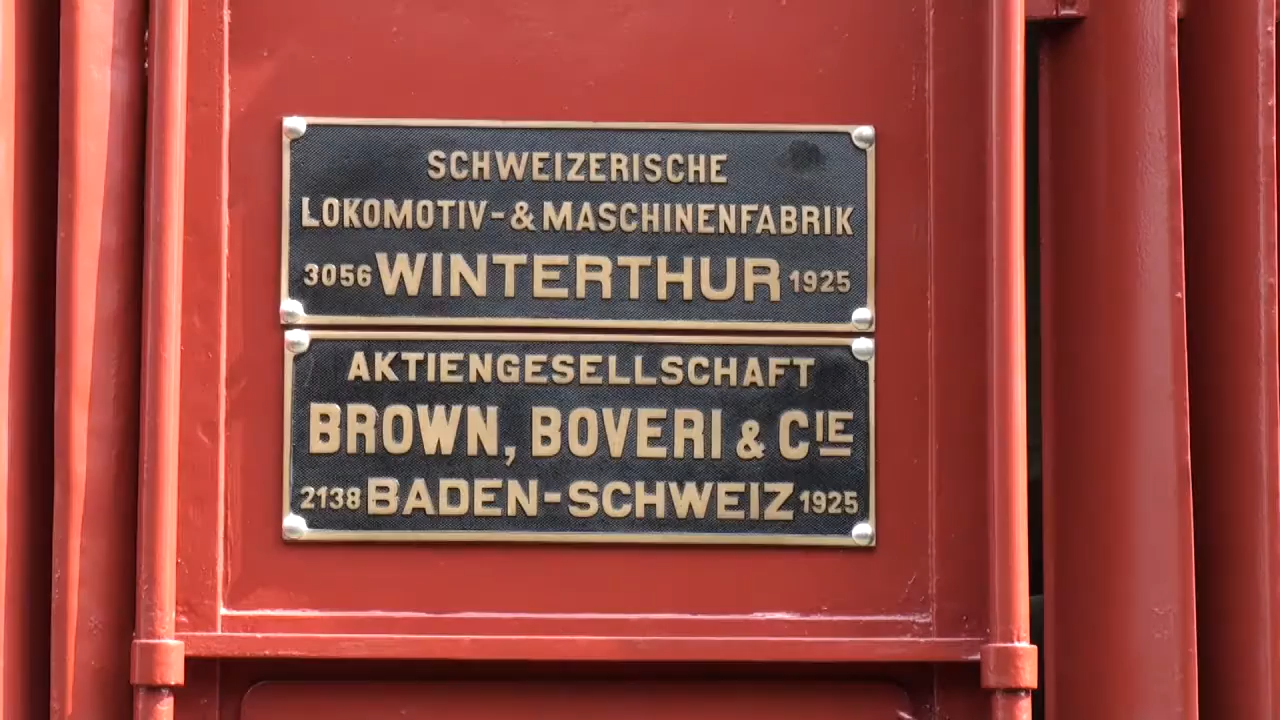 SCHWEIZERISCHE
LOKOMOTIV-&MASCHINENFABRIK
3056 WINTERTHUR 1925
AKTIENGESELLSCHAFT
BROWN, BOVERI & CIE
2138 BADEN-SCHWEIZ 1925